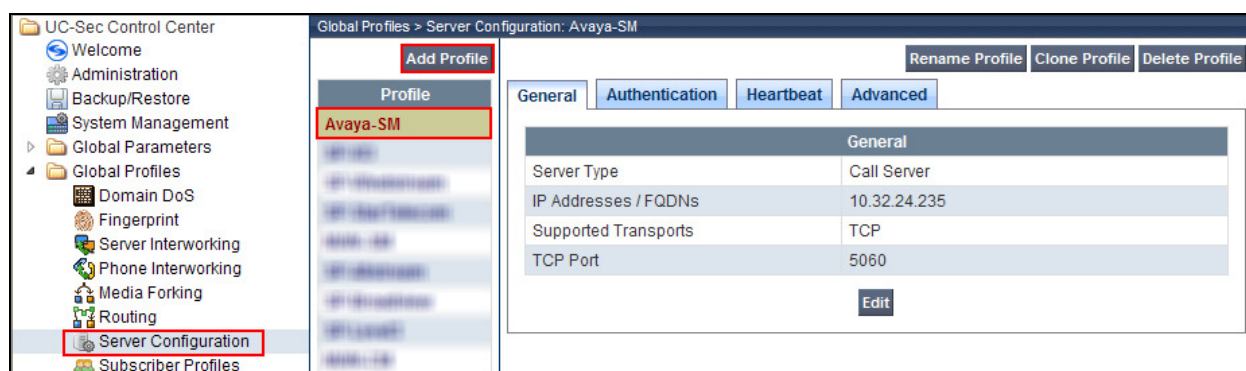 UC-Sec Control Center
Welcome
Administration
Backup/Restore
System Management
Global Parameters
Global Profiles
Domain DoS
Fingerprint
Server Interworking
Phone Interworking
Media Forking
Routing
Server Configuration
Subscriber Profiles
Global Profiles > Server Configuration: Avaya-SM
Add Profile
Rename Profile Clone Profile Delete Profile
Profile
Avaya-SM
General Authentication Heartbeat Advanced
General
Server Type Call Server
IP Addresses / FQDNs 10.32.24.235
Supported Transports TCP
TCP Port 5060
Edit